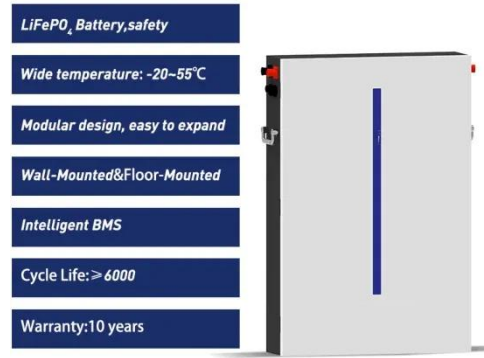 LiFePO₄ Battery,safety
Wide temperature: -20~55℃
Modular design, easy to expand
Wall-Mounted&Floor-Mounted
Intelligent BMS
Cycle Life:≥6000
Warranty:10 years